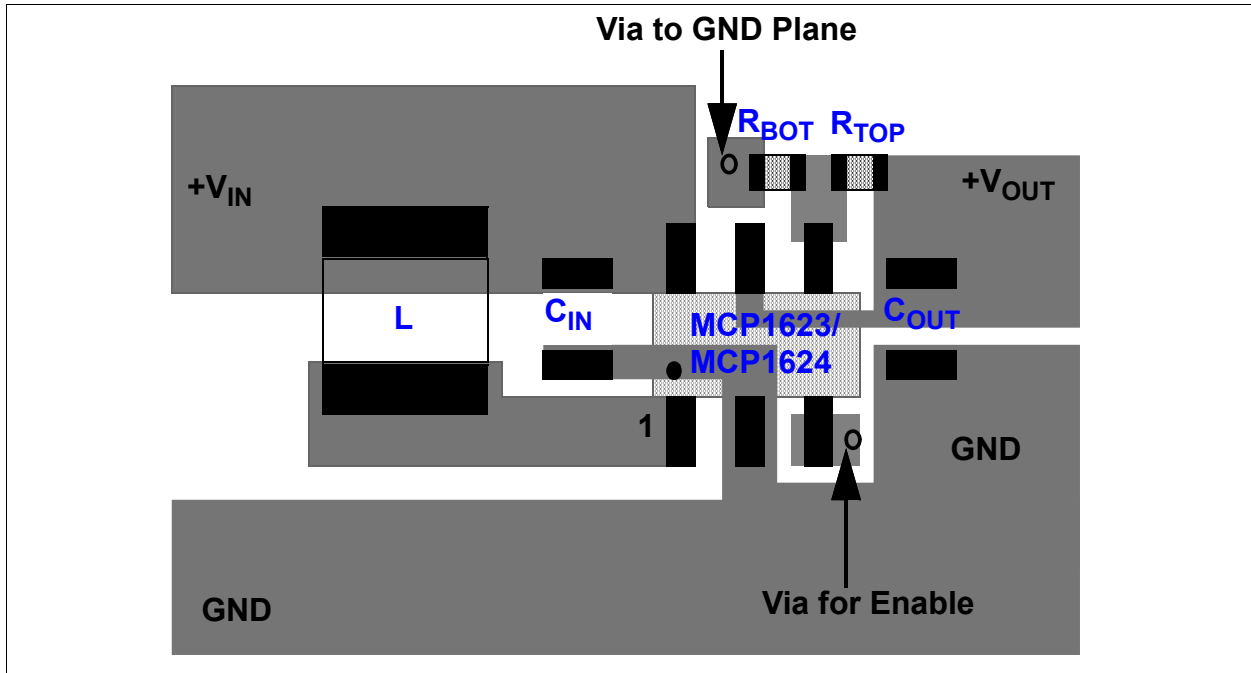 Via to GND Plane
RBOT
RTOP
+VIN
+VOUT
L
CIN
MCP1623/
MCP1624
COUT
1
GND
GND
Via for Enable